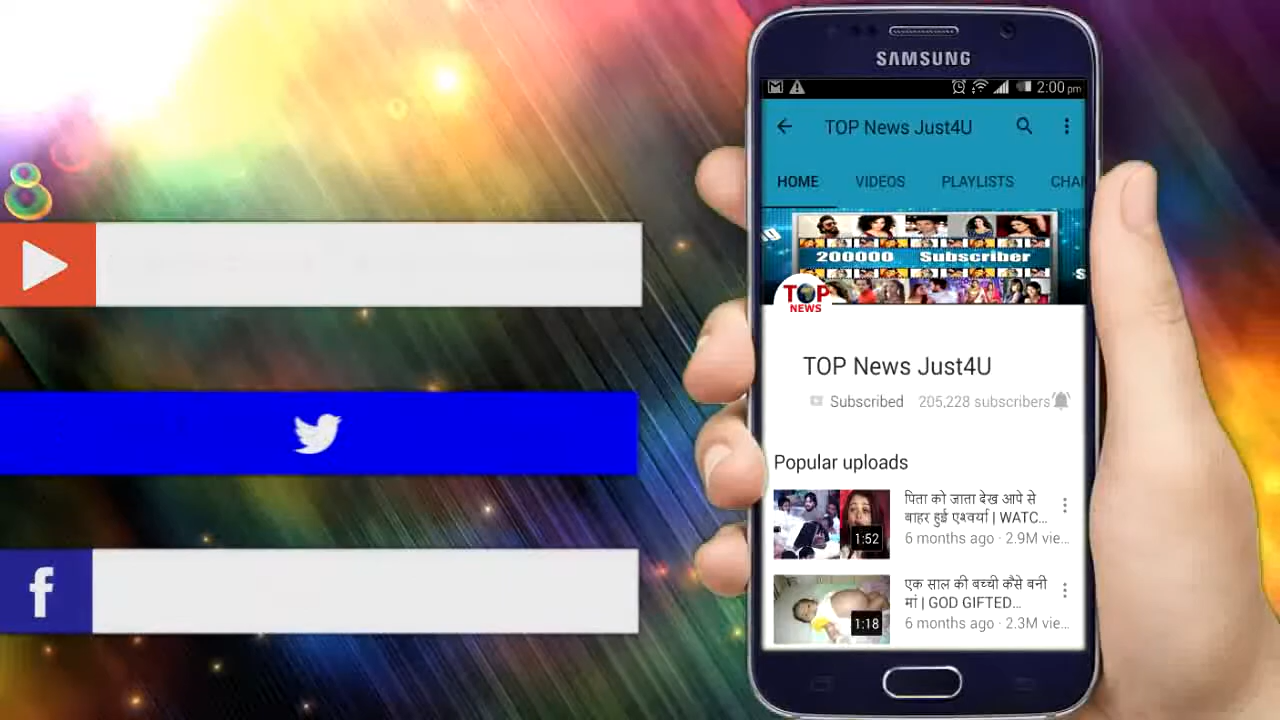 SAMSUNG
2:00 pm
TOP News Just4U
HOME VIDEOS PLAYLISTS CHA
200000 Subscriber
TOP
NEWS
TOP News Just4U
Subscribed 205,228 subscribers
Popular uploads
पिता को जाता देख आपे से
बाहर हुई एश्वर्या | WATC...
1:52
6 months ago · 2.9M vie...
एक साल की बच्ची कैसे बनी
मां | GOD GIFTED...
1:18
6 months ago · 2.3M vie...